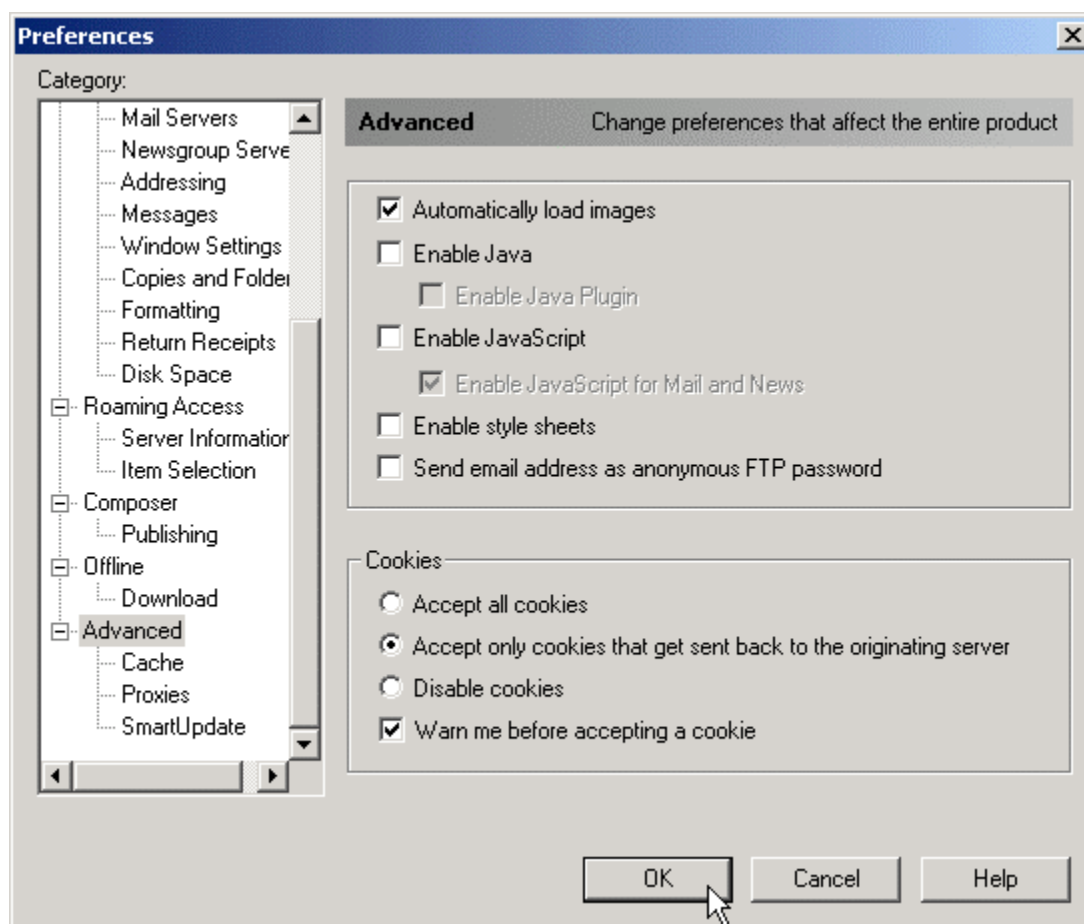 Preferences
Category:
Mail Servers
Newsgroup Serve
Addressing
Messages
Window Settings
Copies and Folder
Formatting
Return Receipts
Disk Space
Roaming Access
Server Information
Item Selection
Composer
Publishing
Offline
Download
Advanced
Cache
Proxies
SmartUpdate
Advanced Change preferences that affect the entire product
Automatically load images
Enable Java
Enable Java Plugin
Enable JavaScript
Enable JavaScript for Mail and News
Enable style sheets
Send email address as anonymous FTP password
Cookies
Accept all cookies
Accept only cookies that get sent back to the originating server
Disable cookies
Warn me before accepting a cookie
OK Cancel Help